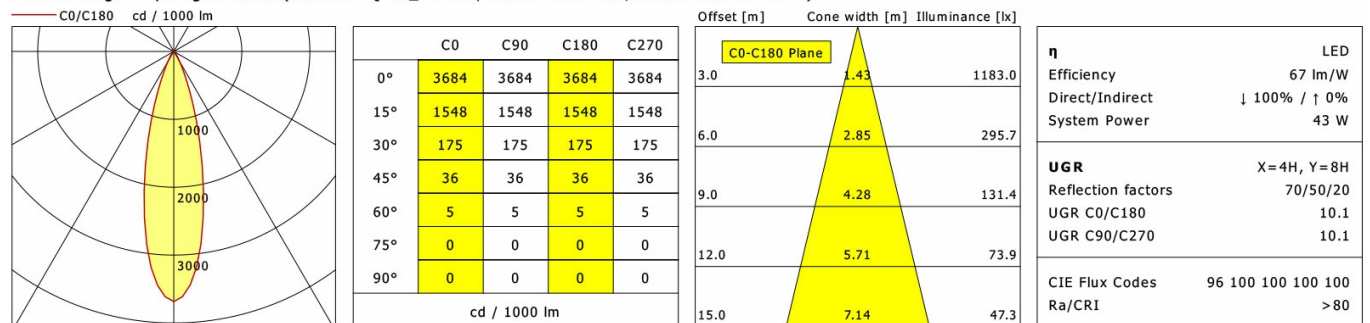 C0/C180 cd / 1000 lm
1000
2000
3000
C0 C90 C180 C270
0° 3684 3684 3684 3684
15° 1548 1548 1548 1548
30° 175 175 175 175
45° 36 36 36 36
60° 5 5 5 5
75° 0 0 0 0
90° 0 0 0 0
cd / 1000 lm
Offset [m] Cone width [m] Illuminance [lx]
C0-C180 Plane
3.0 1.43 1183.0
6.0 2.85 295.7
9.0 4.28 131.4
12.0 5.71 73.9
15.0 7.14 47.3
η LED
Efficiency 67 lm/W
Direct/Indirect ↓ 100% / ↑ 0%
System Power 43 W
UGR X=4H, Y=8H
Reflection factors 70/50/20
UGR C0/C180 10.1
UGR C90/C270 10.1
CIE Flux Codes 96 100 100 100 100
Ra/CRI >80